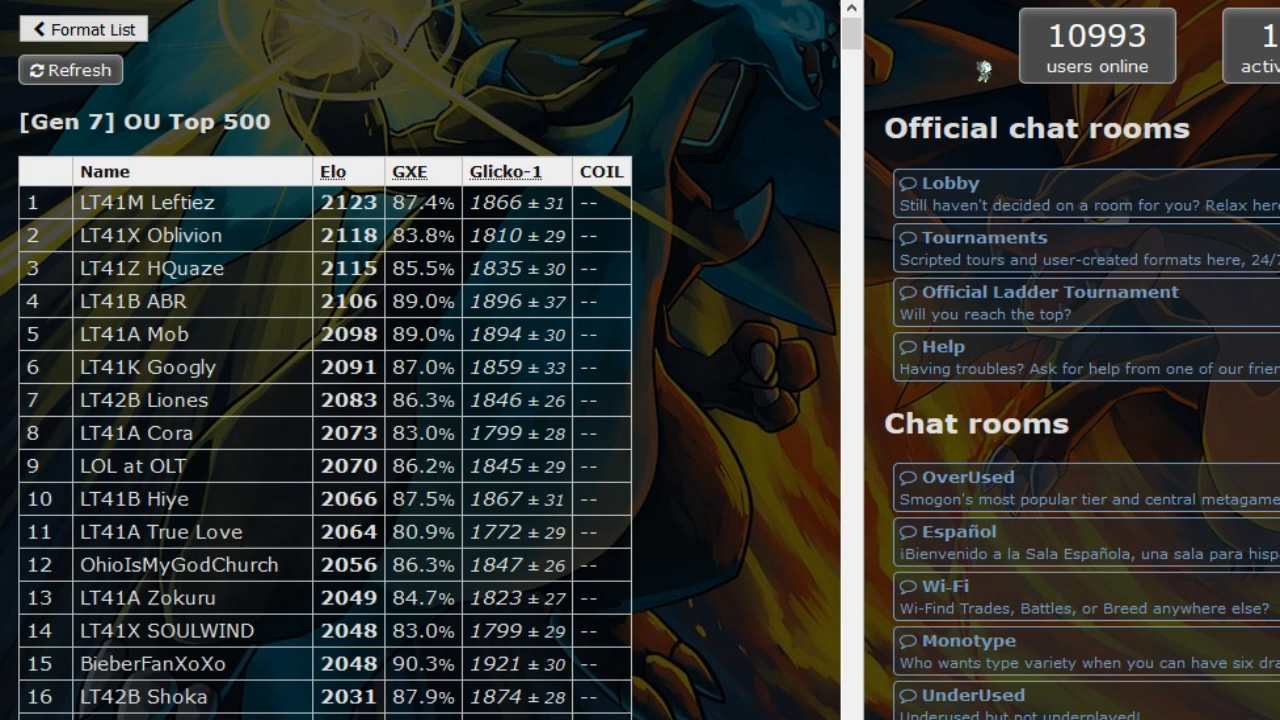 Format List
Refresh
[Gen 7] OU Top 500
Name Elo GXE Glicko-1 COIL
1 LT41M Leftiez 2123 87.4% 1866 ± 31 --
2 LT41X Oblivion 2118 83.8% 1810 ± 29 --
3 LT41Z HQuaze 2115 85.5% 1835 ± 30 --
4 LT41B ABR 2106 89.0% 1896 ± 37 --
5 LT41A Mob 2098 89.0% 1894 ± 30 --
6 LT41K Googly 2091 87.0% 1859 ± 33 --
7 LT42B Liones 2083 86.3% 1846 ± 26 --
8 LT41A Cora 2073 83.0% 1799 ± 28 --
9 LOL at OLT 2070 86.2% 1845 ± 29 --
10 LT41B Hiye 2066 87.5% 1867 ± 31 --
11 LT41A True Love 2064 80.9% 1772 ± 29 --
12 OhioIsMyGodChurch 2056 86.3% 1847 ± 26 --
13 LT41A Zokuru 2049 84.7% 1823 ± 27 --
14 LT41X SOULWIND 2048 83.0% 1799 ± 29 --
15 BieberFanXoXo 2048 90.3% 1921 ± 30 --
16 LT42B Shoka 2031 87.9% 1874 ± 28 --
10993
users online
1
activ
Official chat rooms
Lobby
Still haven't decided on a room for you? Relax here
Tournaments
Scripted tours and user-created formats here, 24/7
Official Ladder Tournament
Will you reach the top?
Help
Having troubles? Ask for help from one of our frien
Chat rooms
OverUsed
Smogon's most popular tier and central metagame
Español
¡Bienvenido a la Sala Española, una sala para hisp
Wi-Fi
Wi-Find Trades, Battles, or Breed anywhere else?
Monotype
Who wants type variety when you can have six dra
UnderUsed
Underused but not underplayed!